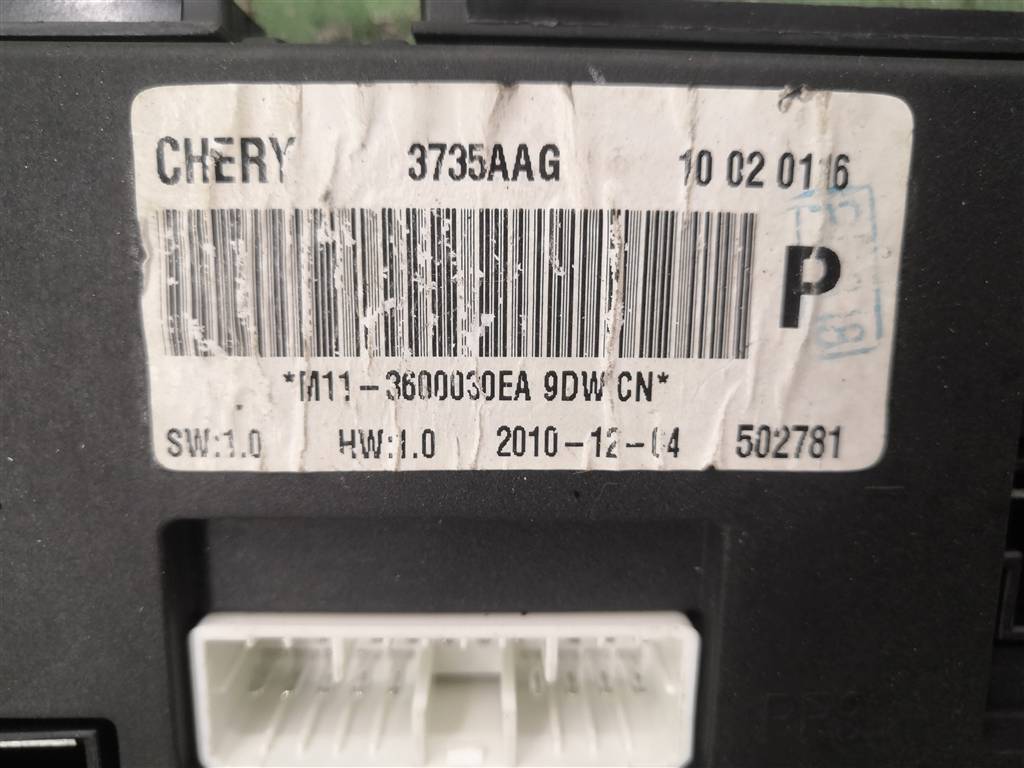 CHERY 3735AAG 10 02 0116
P
*M11-3600030EA 9DW CN*
SW:1.0 HW:1.0 2010-12-04 502781